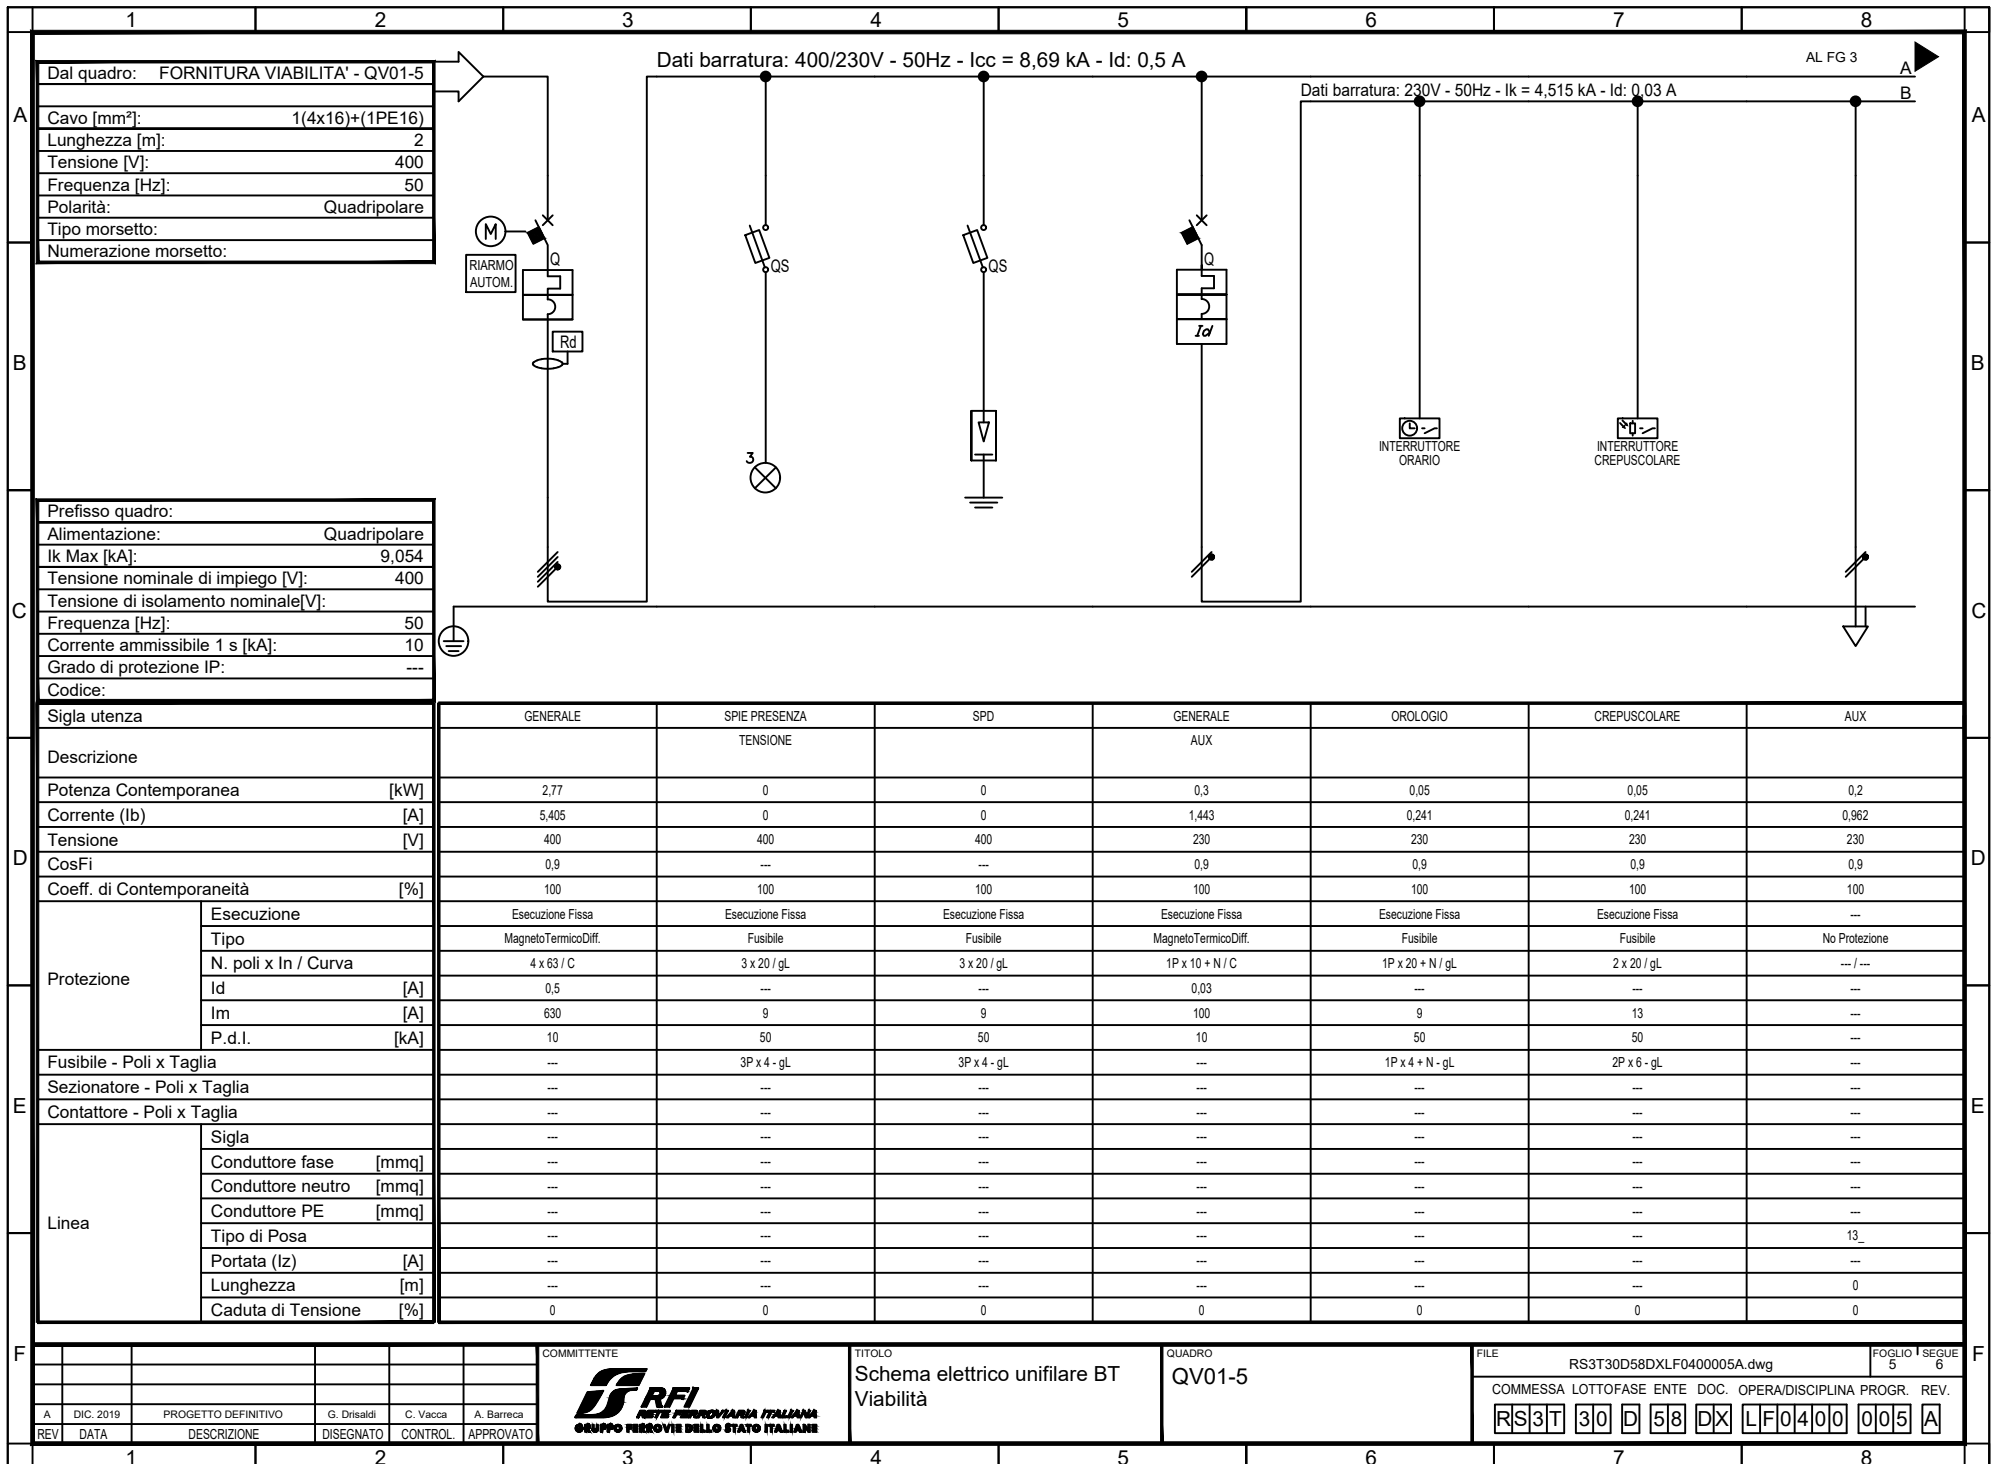 1 2 3 4 5 6 7 8
Dal quadro: FORNITURA VIABILITA' - QV01-5
Cavo [mm²]: 1(4x16)+(1PE16)
Lunghezza [m]: 2
Tensione [V]: 400
Frequenza [Hz]: 50
Polarità: Quadripolare
Tipo morsetto:
Numerazione morsetto:
Dati barratura: 400/230V - 50Hz - Icc = 8,69 kA - Id: 0,5 A
AL FG 3
A
Dati barratura: 230V - 50Hz - Ik = 4,515 kA - Id: 0,03 A
B
A A
M
RIARMO
AUTOM.
Q
Rd
QS
3
QS
Q
Id
INTERRUTTORE
ORARIO
INTERRUTTORE
CREPUSCOLARE
B B
Prefisso quadro:
Alimentazione: Quadripolare
Ik Max [kA]: 9,054
Tensione nominale di impiego [V]: 400
Tensione di isolamento nominale[V]:
Frequenza [Hz]: 50
Corrente ammissibile 1 s [kA]: 10
Grado di protezione IP: ---
Codice:
C C
Sigla utenza GENERALE SPIE PRESENZA SPD GENERALE OROLOGIO CREPUSCOLARE AUX
Descrizione TENSIONE AUX
Potenza Contemporanea [kW] 2,77 0 0 0,3 0,05 0,05 0,2
Corrente (Ib) [A] 5,405 0 0 1,443 0,241 0,241 0,962
Tensione [V] 400 400 400 230 230 230 230
CosFi 0,9 --- --- 0,9 0,9 0,9 0,9
Coeff. di Contemporaneità [%] 100 100 100 100 100 100 100
D D
Protezione
Esecuzione Esecuzione Fissa Esecuzione Fissa Esecuzione Fissa Esecuzione Fissa Esecuzione Fissa Esecuzione Fissa ---
Tipo MagnetoTermicoDiff. Fusibile Fusibile MagnetoTermicoDiff. Fusibile Fusibile No Protezione
N. poli x In / Curva 4 x 63 / C 3 x 20 / gL 3 x 20 / gL 1P x 10 + N / C 1P x 20 + N / gL 2 x 20 / gL --- / ---
Id [A] 0,5 --- --- 0,03 --- --- ---
Im [A] 630 9 9 100 9 13 ---
P.d.I. [kA] 10 50 50 10 50 50 ---
Fusibile - Poli x Taglia --- 3P x 4 - gL 3P x 4 - gL --- 1P x 4 + N - gL 2P x 6 - gL ---
Sezionatore - Poli x Taglia --- --- --- --- --- --- ---
Contattore - Poli x Taglia --- --- --- --- --- --- ---
E E
Linea
Sigla --- --- --- --- --- --- ---
Conduttore fase [mmq] --- --- --- --- --- --- ---
Conduttore neutro [mmq] --- --- --- --- --- --- ---
Conduttore PE [mmq] --- --- --- --- --- --- ---
Tipo di Posa --- --- --- --- --- --- 13_
Portata (Iz) [A] --- --- --- --- --- --- ---
Lunghezza [m] --- --- --- --- --- --- 0
Caduta di Tensione [%] 0 0 0 0 0 0 0
F F
A DIC. 2019 PROGETTO DEFINITIVO G. Drisaldi C. Vacca A. Barreca
REV DATA DESCRIZIONE DISEGNATO CONTROL. APPROVATO
COMMITTENTE
RFI
RETE FERROVIARIA ITALIANA
GRUPPO FERROVIE DELLO STATO ITALIANE
TITOLO
Schema elettrico unifilare BT
Viabilità
QUADRO
QV01-5
FILE
RS3T30D58DXLF0400005A.dwg
FOGLIO SEGUE
5 6
COMMESSA LOTTO FASE ENTE DOC. OPERA/DISCIPLINA PROGR. REV.
RS3T 30 D 58 DX LF0400 005 A
1 2 3 4 5 6 7 8